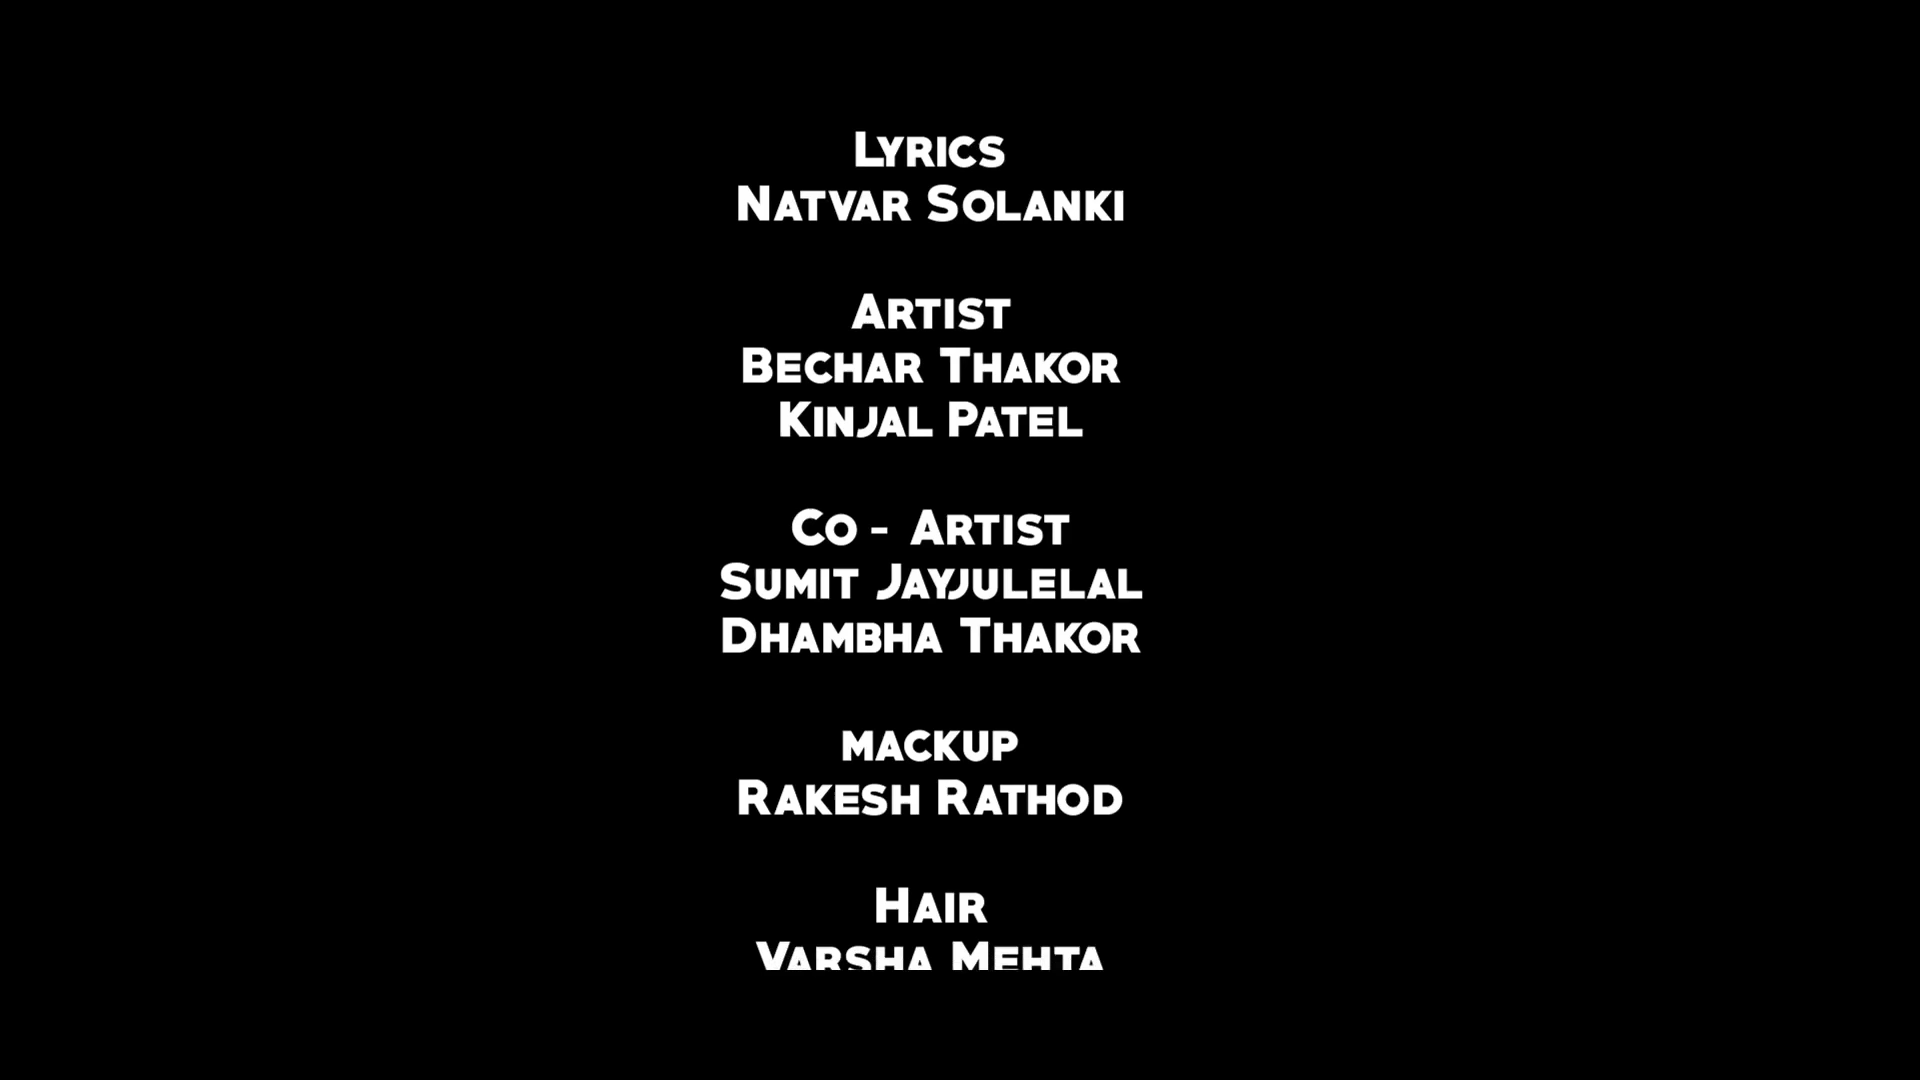 Lyrics
Natvar Solanki
Artist
Bechar Thakor
Kinjal Patel
Co - Artist
Sumit Jayjulelal
Dhambha Thakor
mackup
Rakesh Rathod
Hair
Varsha Mehta